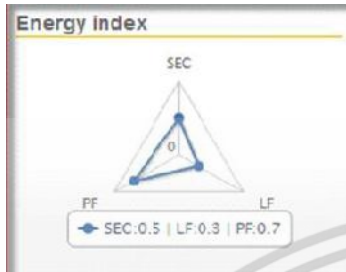 Energy index
SEC
0
PF LF
SEC:0.5 | LF:0.3 | PF:0.7